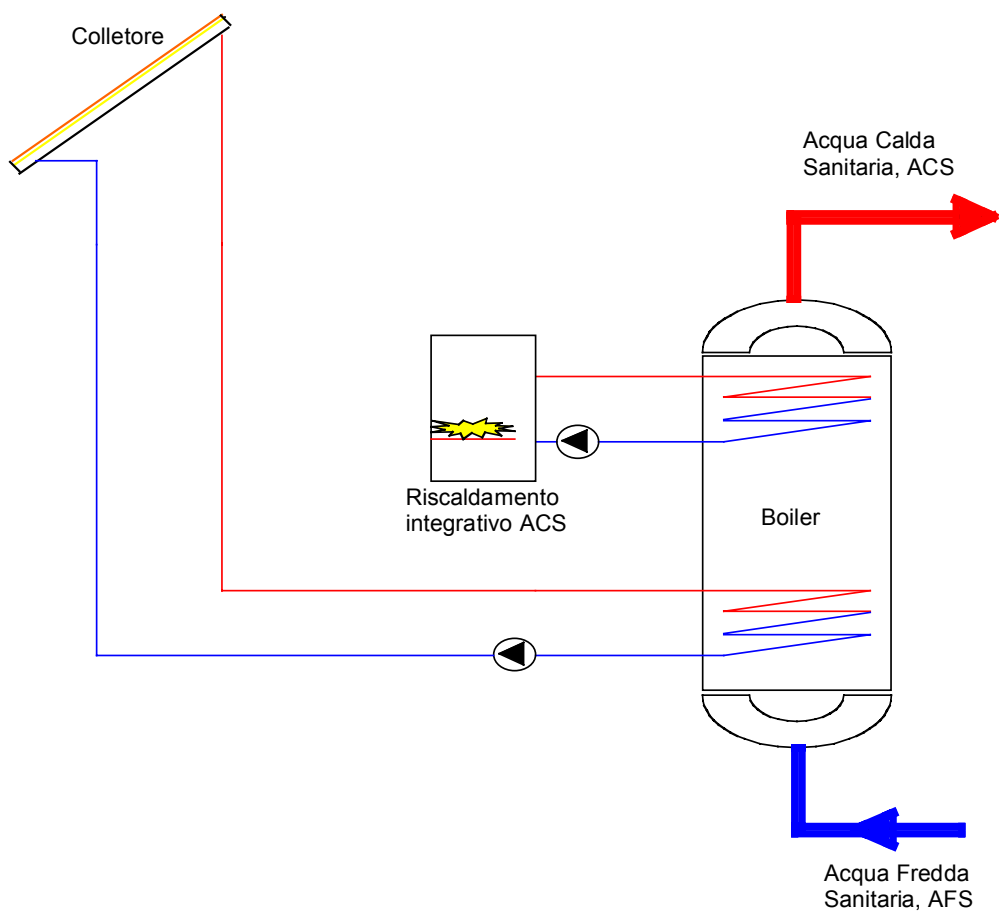 Colletore
Acqua Calda
Sanitaria, ACS
Riscaldamento
integrativo ACS
Boiler
Acqua Fredda
Sanitaria, AFS